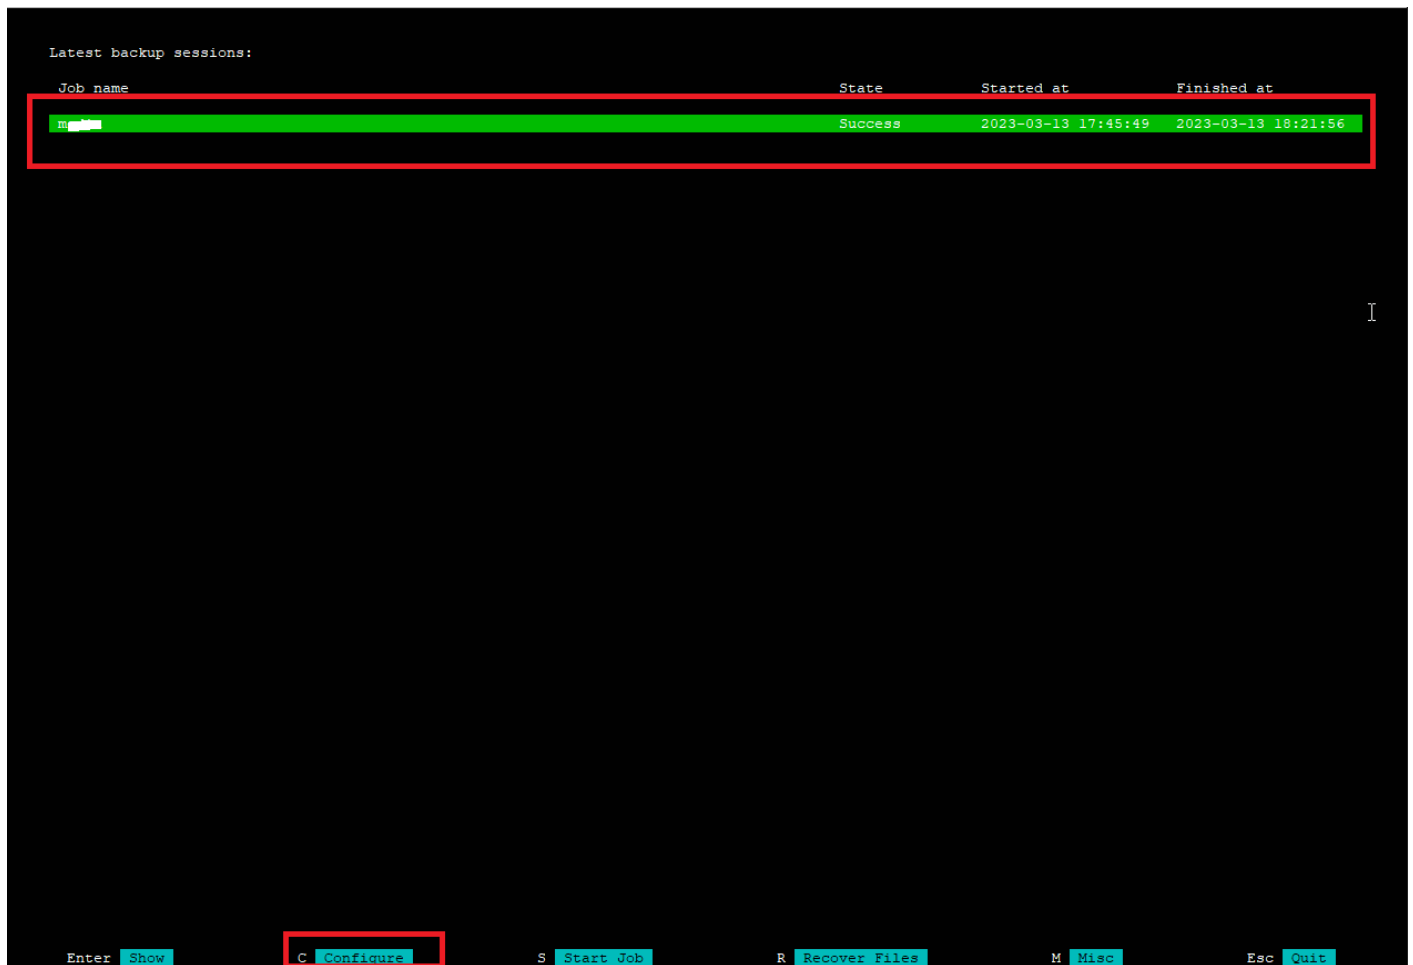 Latest backup sessions:
Job name State Started at Finished at
Success 2023-03-13 17:45:49 2023-03-13 18:21:56
Enter Show C Configure S Start Job R Recover Files M Misc Esc Quit